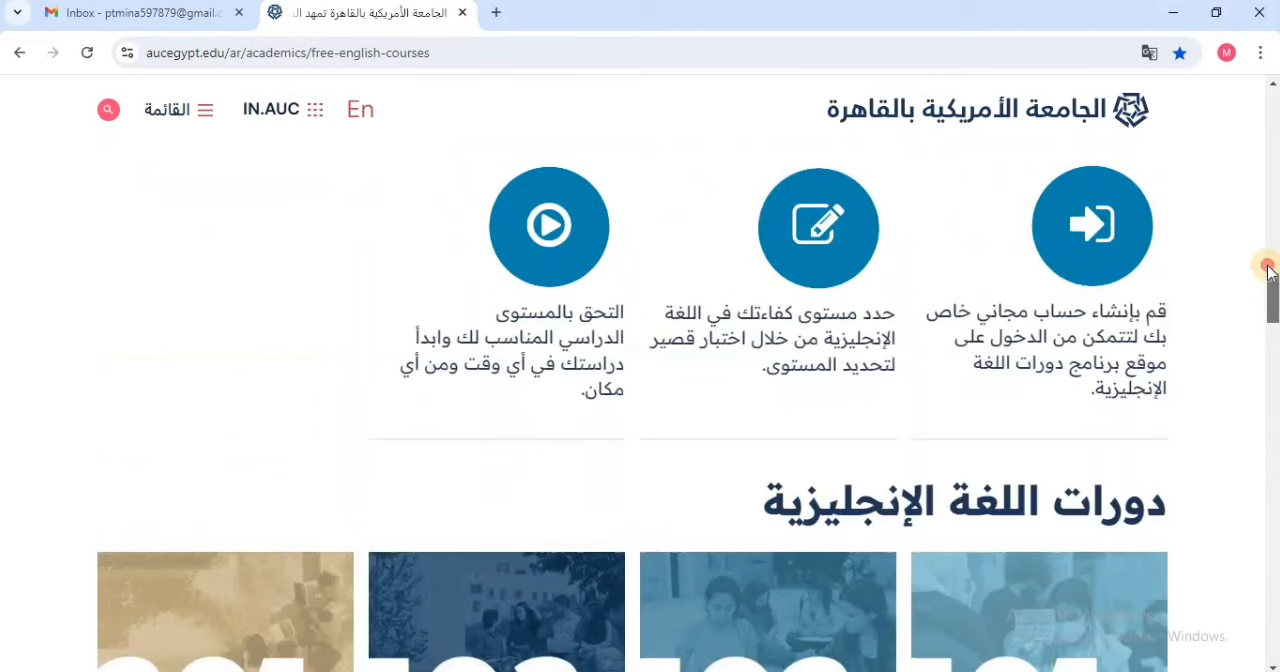 Inbox - ptmina597879@gmail.c
الجامعة الأمريكية بالقاهرة تمهد الـ
aucegypt.edu/ar/academics/free-english-courses
M
الجامعة الأمريكية بالقاهرة
En
IN.AUC
القائمة
قم بإنشاء حساب مجاني خاص
بك لتتمكن من الدخول على
موقع برنامج دورات اللغة
الإنجليزية.
حدد مستوى كفاءتك في اللغة
الإنجليزية من خلال اختبار قصير
لتحديد المستوى.
التحق بالمستوى
الدراسي المناسب لك وابدأ
دراستك في أي وقت ومن أي
مكان.
دورات اللغة الإنجليزية
Windows.